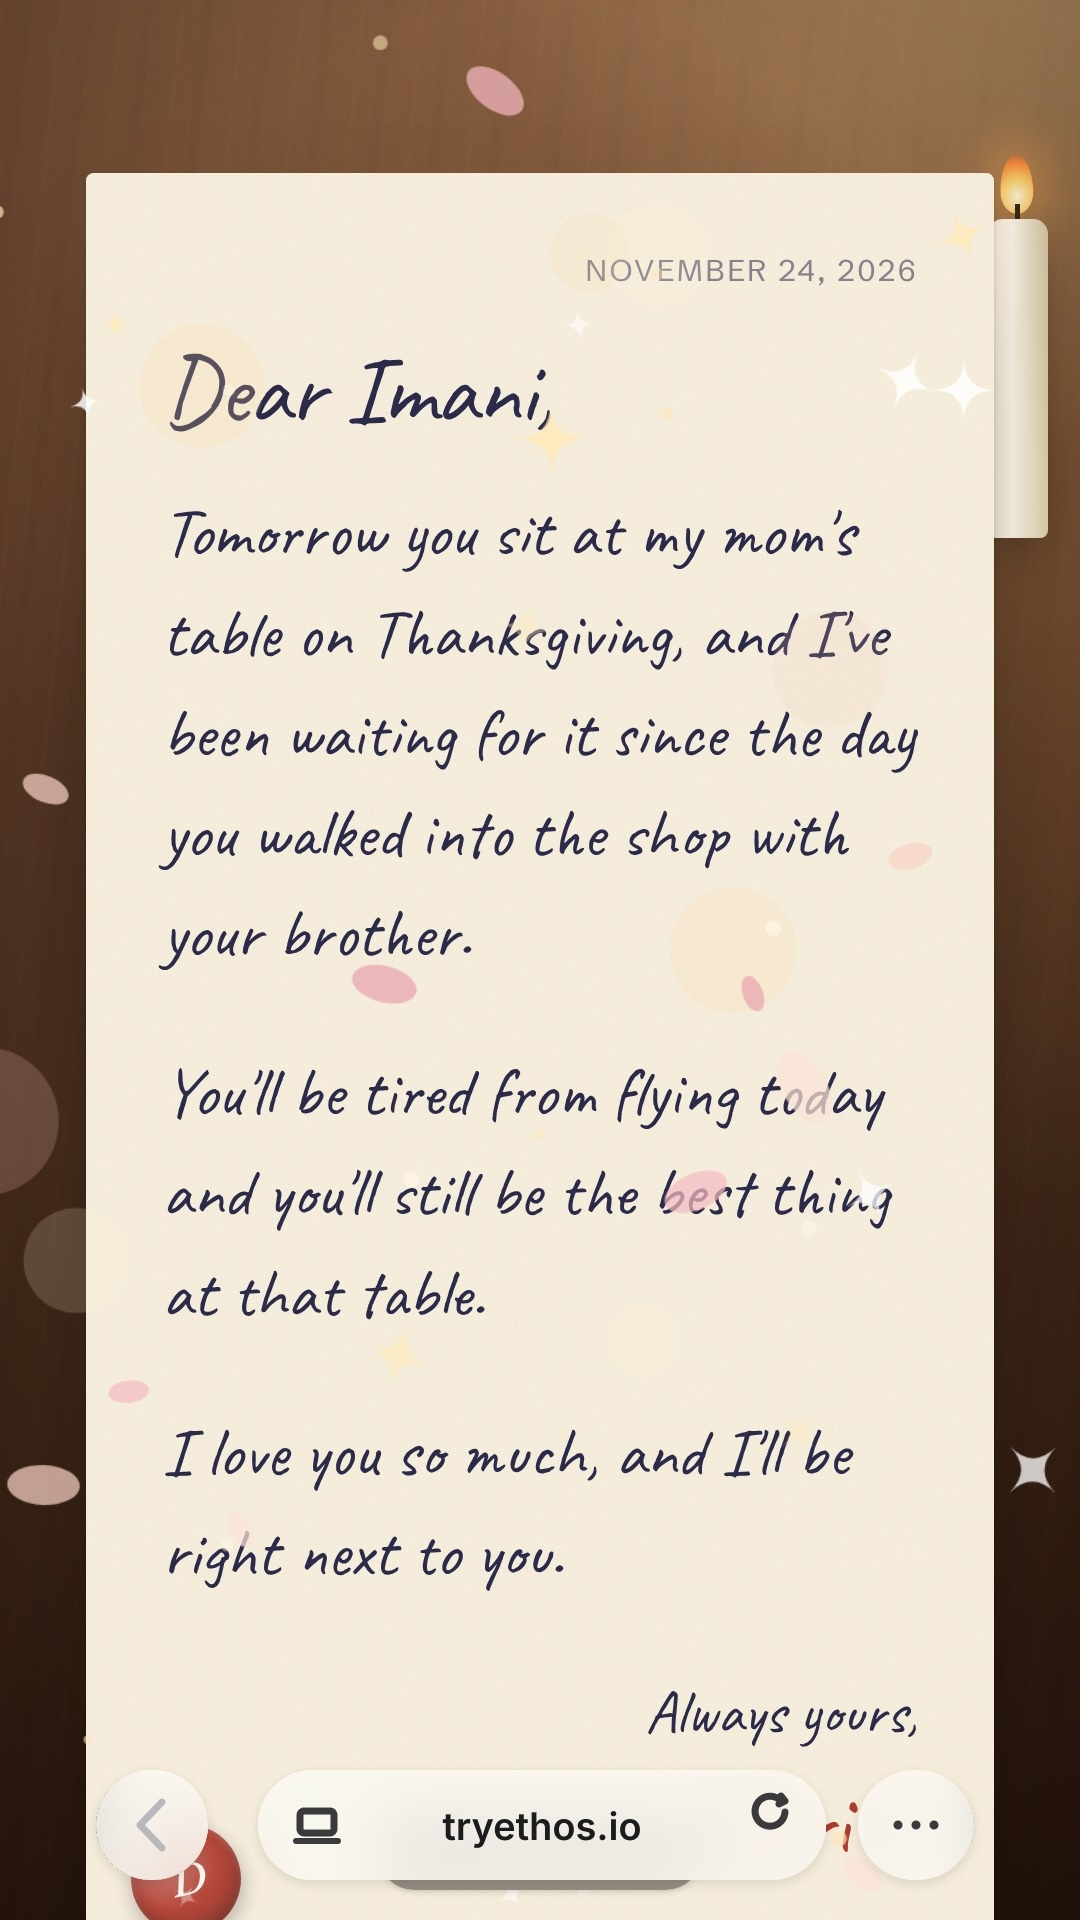 NOVEMBER 24, 2026
Dear Imani,
Tomorrow you sit at my mom's
table on Thanksgiving, and I've
been waiting for it since the day
you walked into the shop with
your brother.
You'll be tired from flying today
and you'll still be the best thing
at that table.
I love you so much, and I'll be
right next to you.
Always yours,
tryethos.io
D